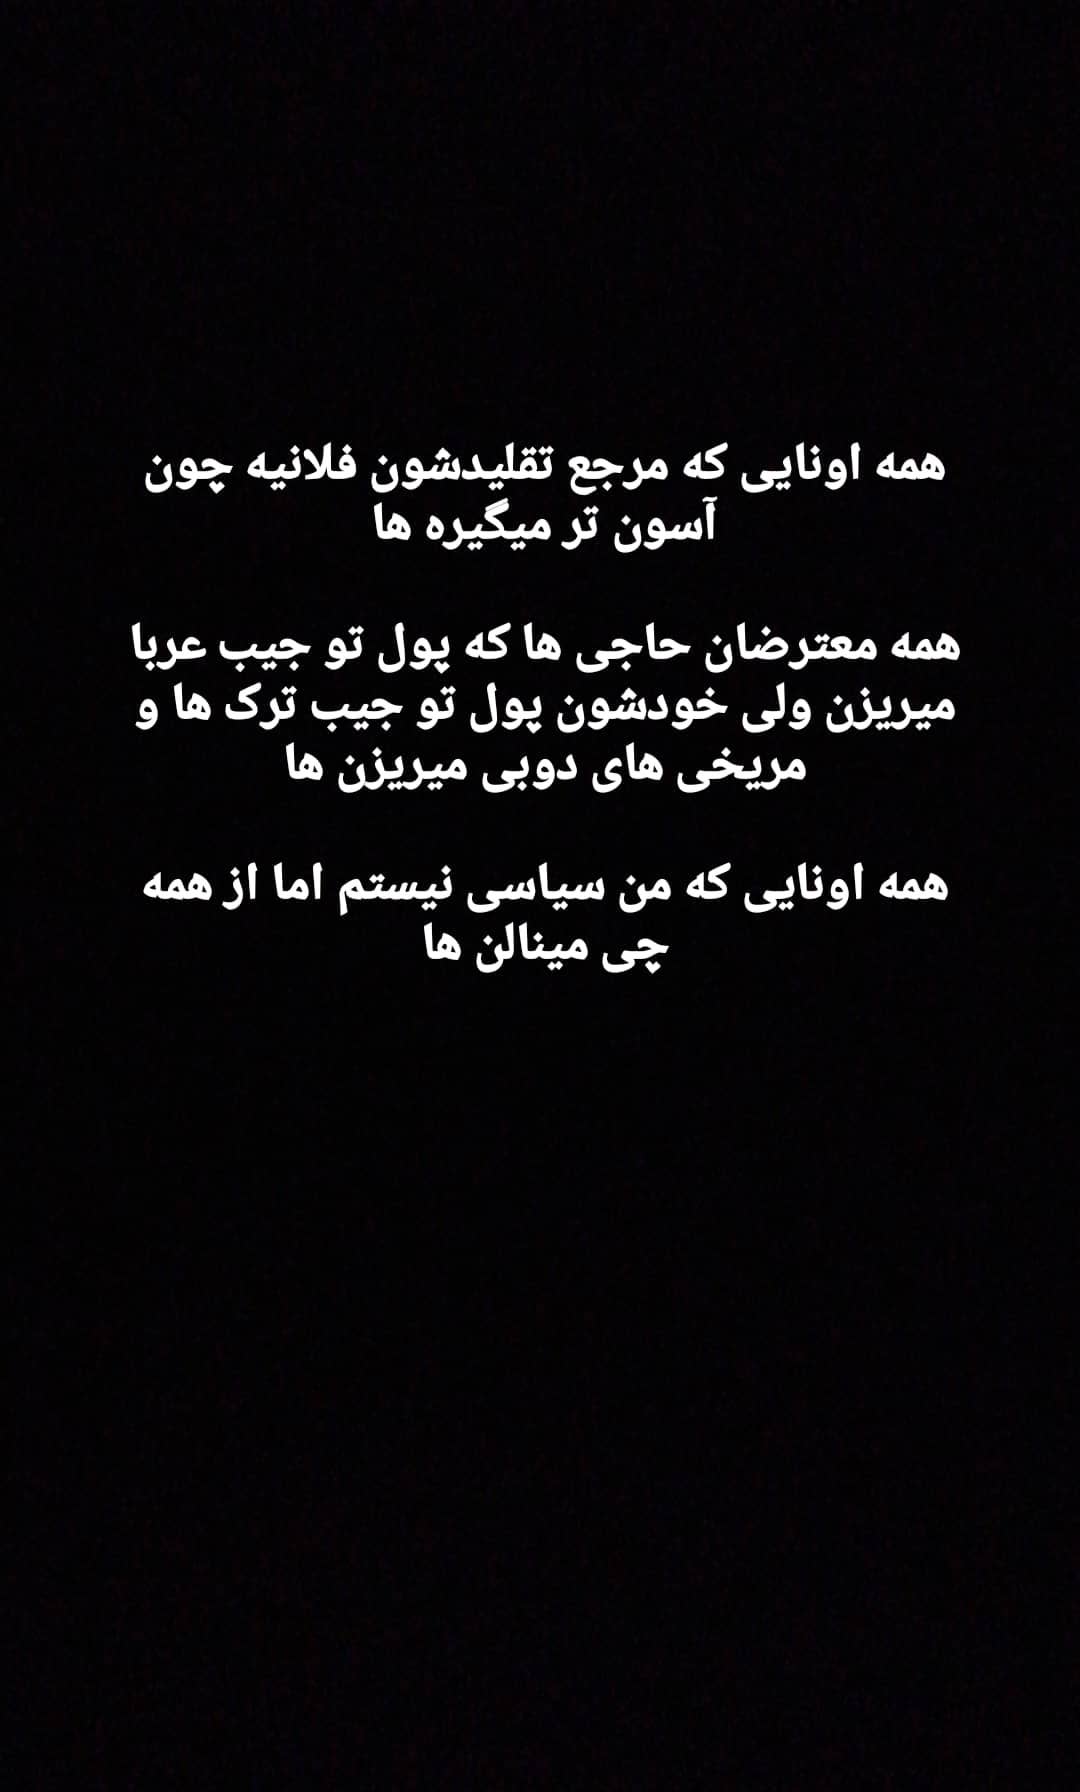 همه اونایی که مرجع تقلیدشون فلانیه چون
آسون تر میگیره ها
همه معترضان حاجی ها که پول تو جیب عربا
میریزن ولی خودشون پول تو جیب ترک ها و
مریخی های دوبی میریزن ها
همه اونایی که من سیاسی نیستم اما از همه
چی مینالن ها